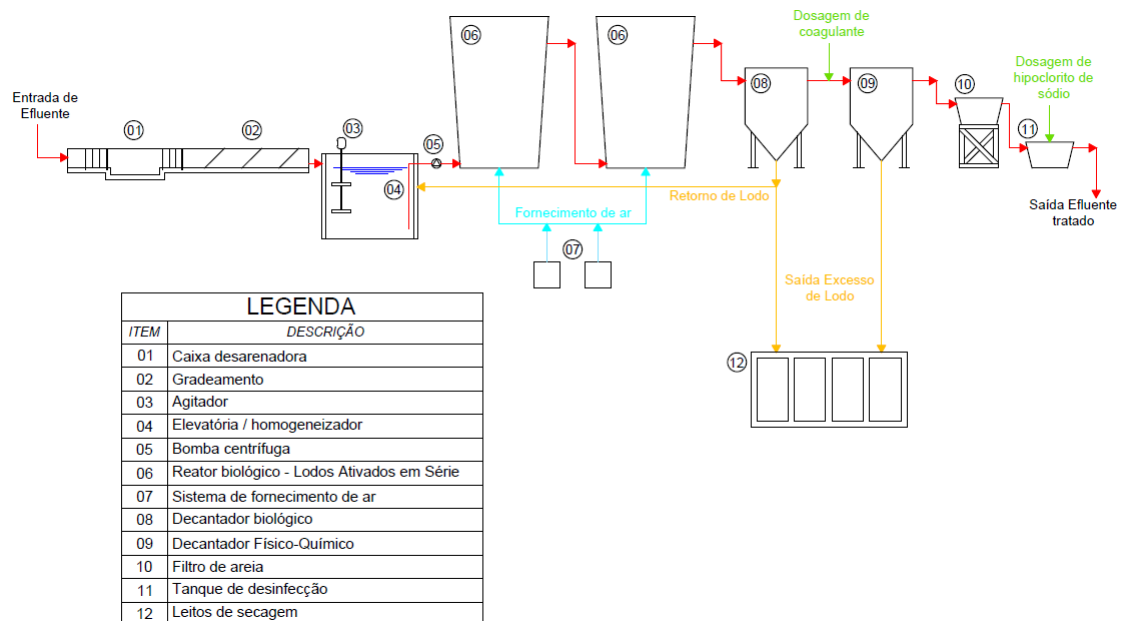 Dosagem de
coagulante
Dosagem de
hipoclorito de
sódio
Entrada de
Efluente
01
02
03
04
05
06
06
08
09
10
11
Retorno de Lodo
Fornecimento de ar
07
Saída Efluente
tratado
Saída Excesso
de Lodo
12
LEGENDA
ITEM DESCRIÇÃO
01 Caixa desarenadora
02 Gradeamento
03 Agitador
04 Elevatória / homogeneizador
05 Bomba centrífuga
06 Reator biológico - Lodos Ativados em Série
07 Sistema de fornecimento de ar
08 Decantador biológico
09 Decantador Físico-Químico
10 Filtro de areia
11 Tanque de desinfecção
12 Leitos de secagem